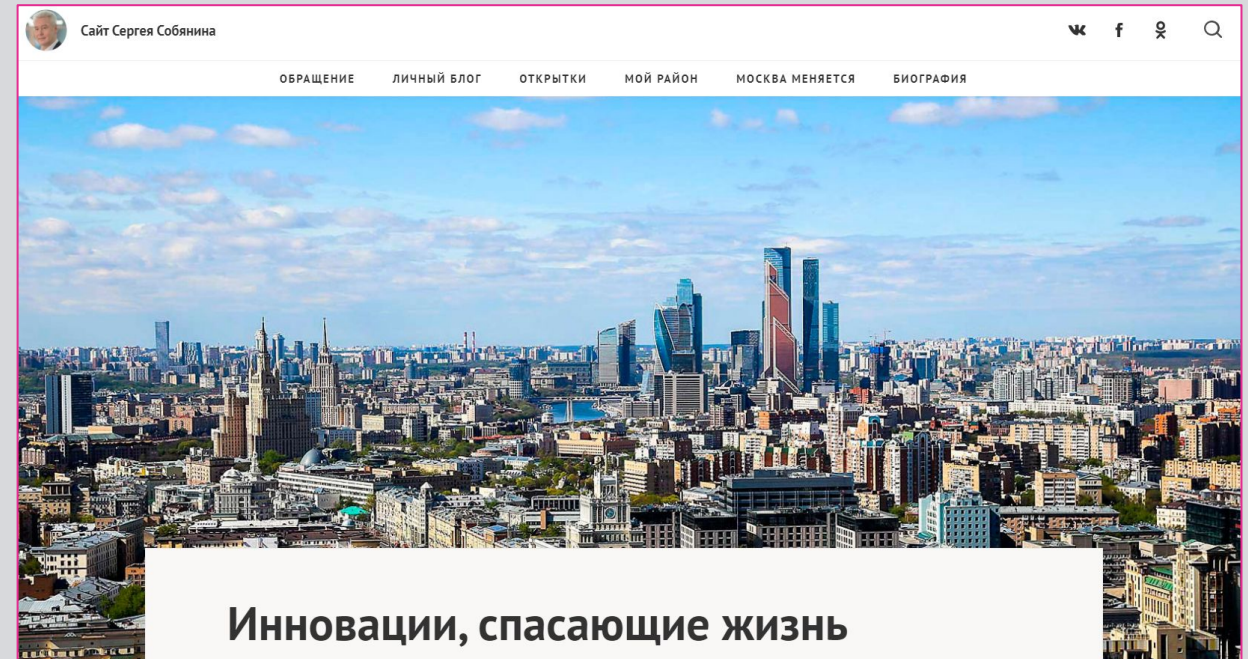 Сайт Сергея Собянина
ОБРАЩЕНИЕ ЛИЧНЫЙ БЛОГ ОТКРЫТКИ МОЙ РАЙОН МОСКВА МЕНЯЕТСЯ БИОГРАФИЯ
Инновации, спасающие жизнь